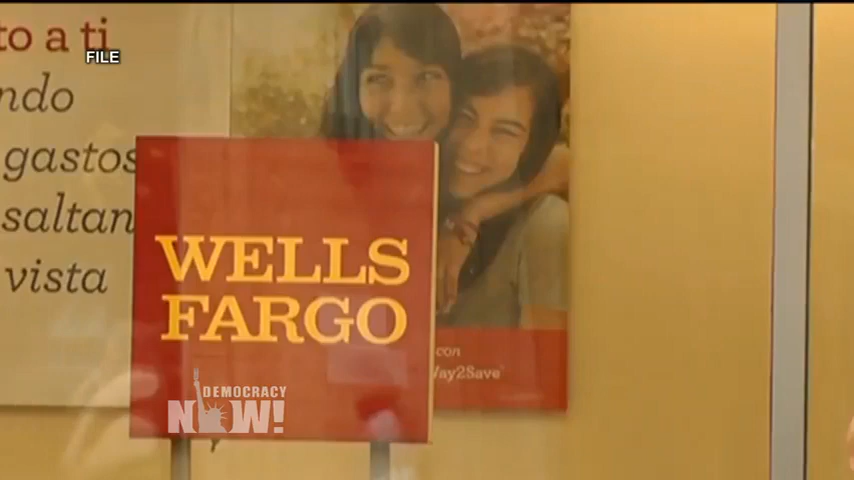 to a ti
FILE
ndo
gastos
saltan
vista
WELLS
FARGO
con
Way2Save
DEMOCRACY
NOW!